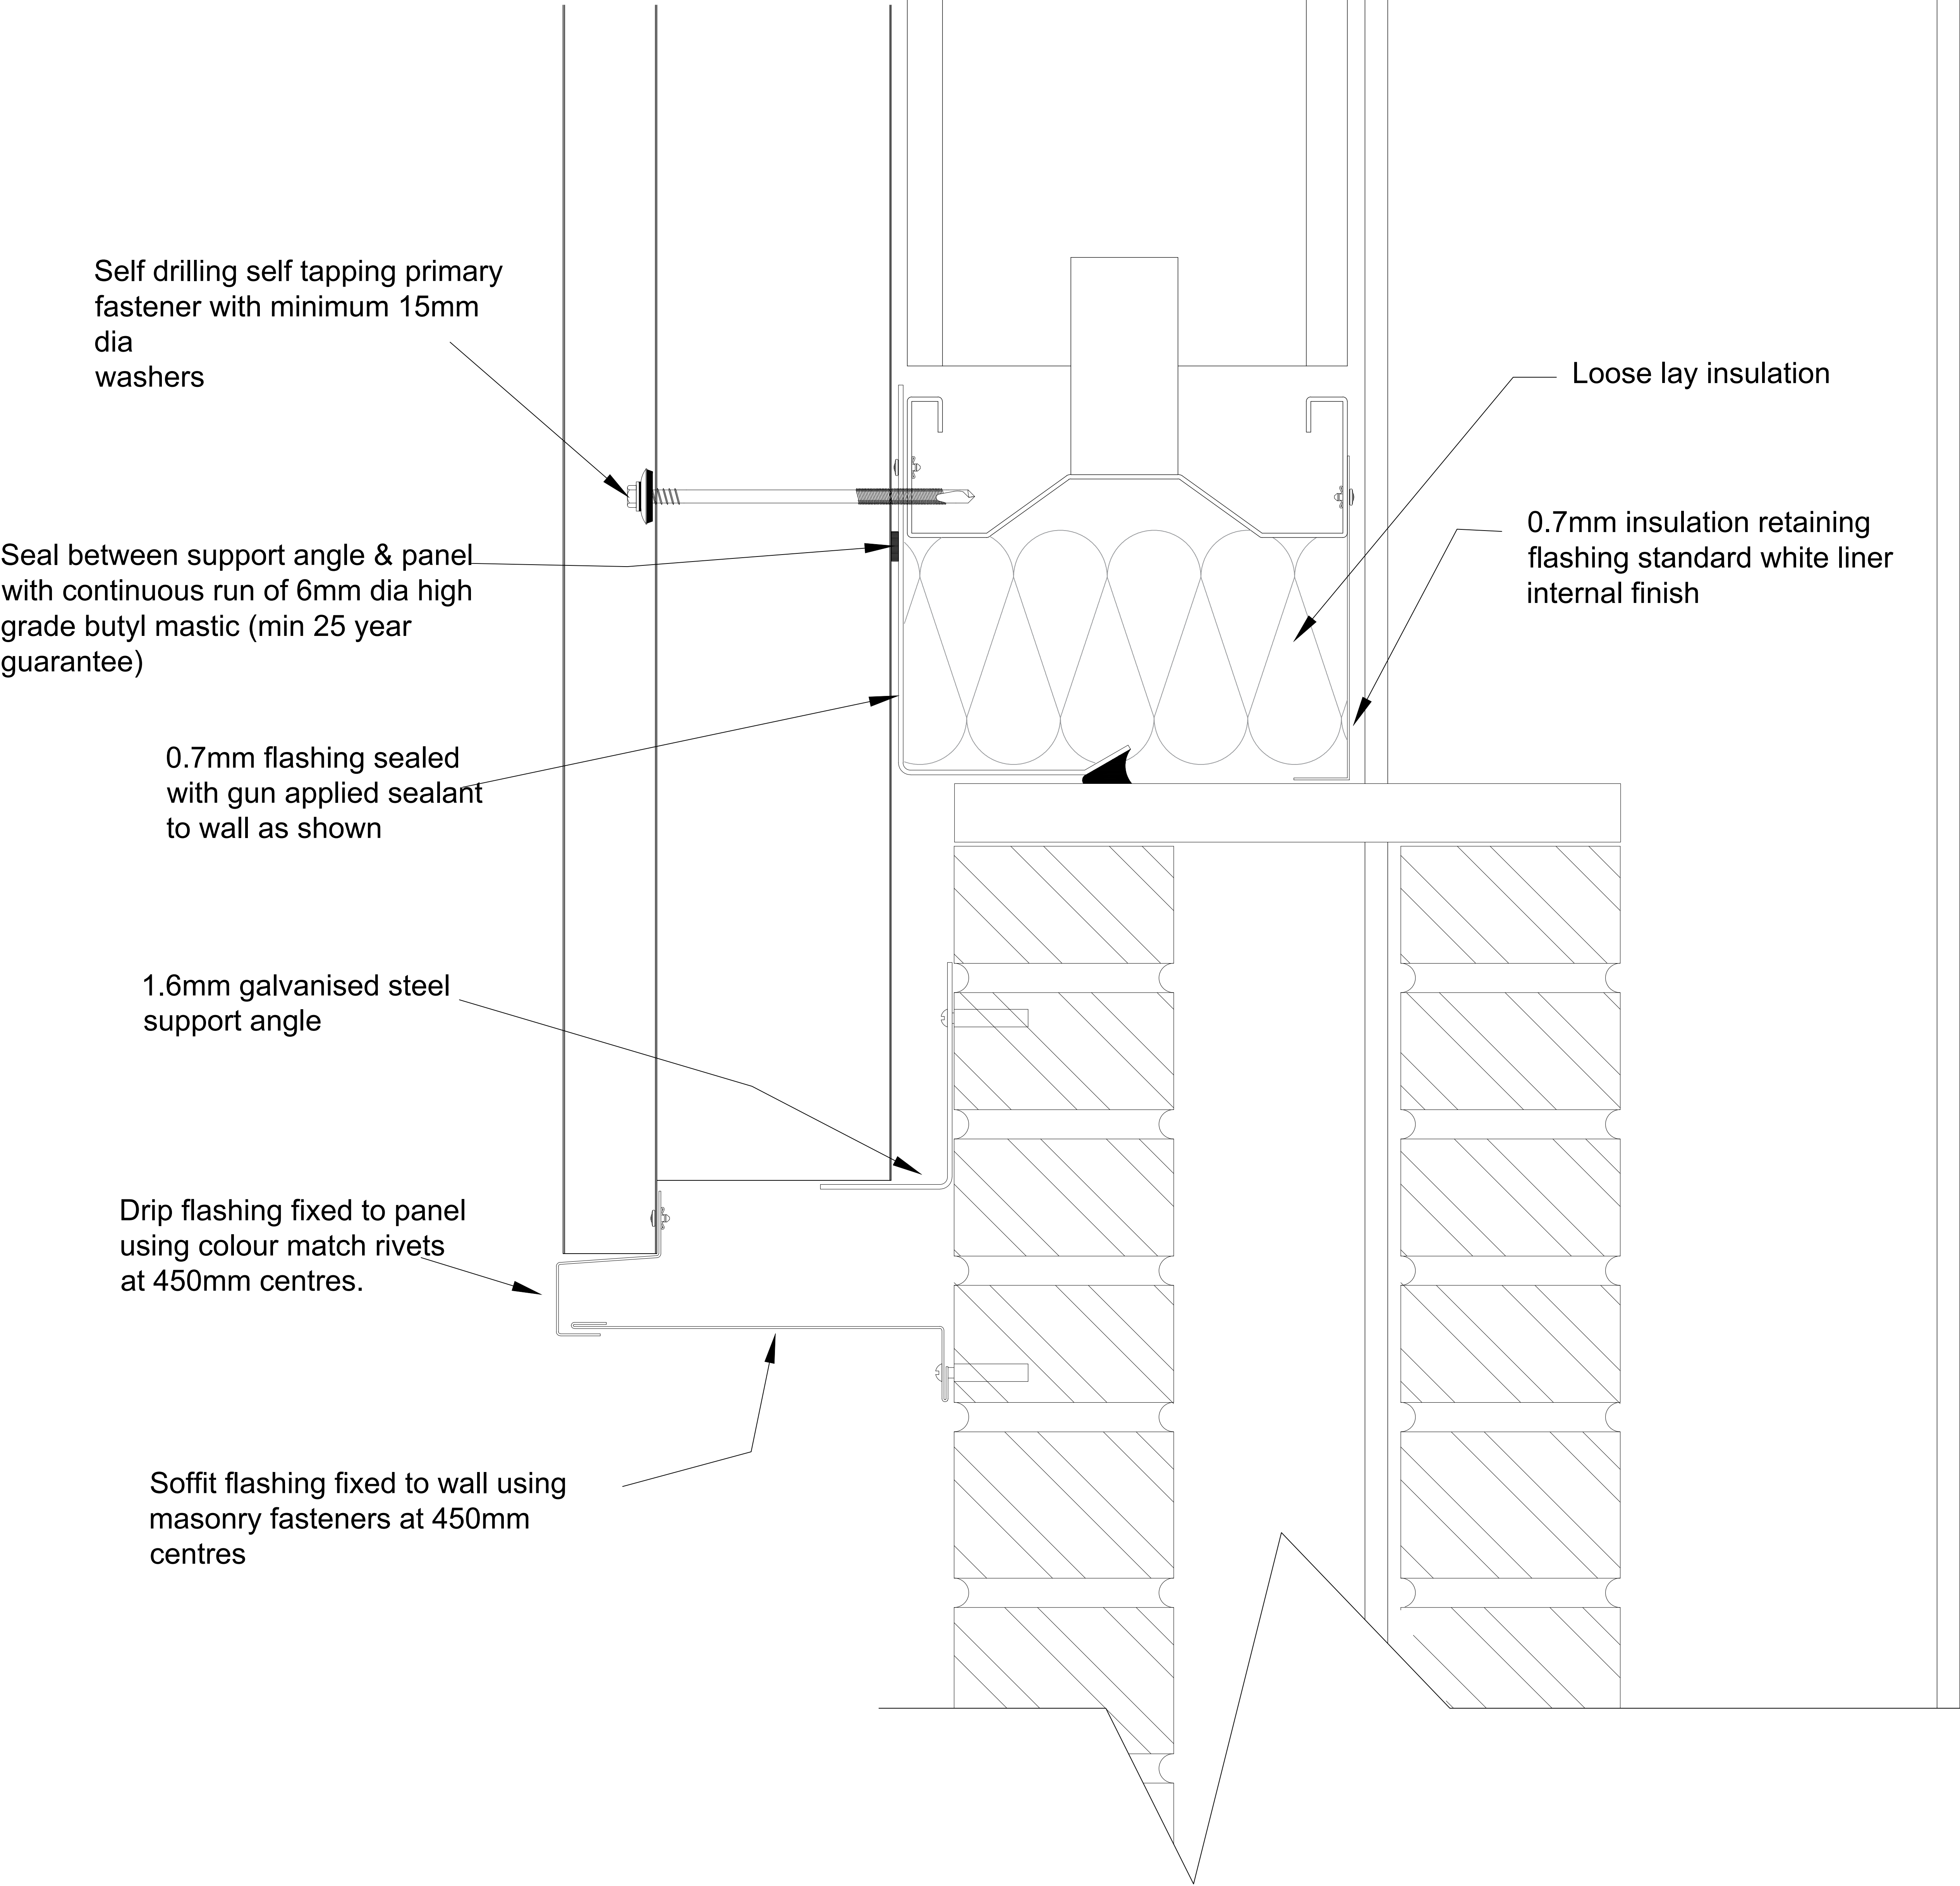 Self drilling self tapping primary
fastener with minimum 15mm
dia
washers
Loose lay insulation
0.7mm insulation retaining
flashing standard white liner
internal finish
Seal between support angle & panel
with continuous run of 6mm dia high
grade butyl mastic (min 25 year
guarantee)
0.7mm flashing sealed
with gun applied sealant
to wall as shown
1.6mm galvanised steel
support angle
Drip flashing fixed to panel
using colour match rivets
at 450mm centres.
Soffit flashing fixed to wall using
masonry fasteners at 450mm
centres